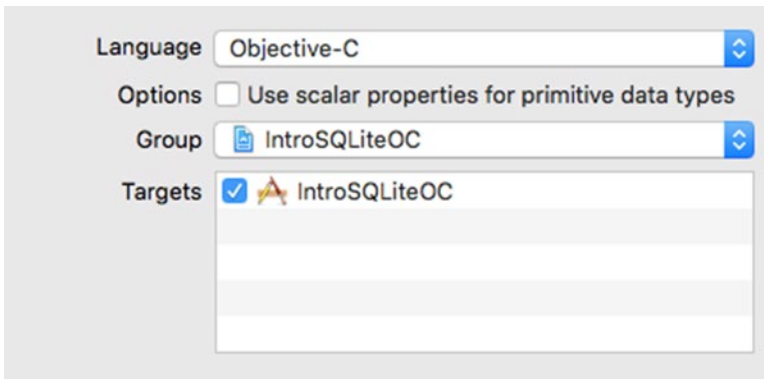 Language Objective-C
Options Use scalar properties for primitive data types
Group IntroSQLiteOC
Targets IntroSQLiteOC